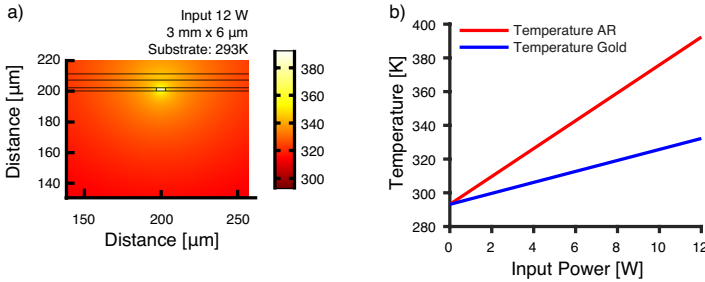 a)
Input 12 W
3 mm x 6 µm
Substrate: 293K
Distance [µm]
220
200
180
160
140
150
200
250
Distance [µm]
380
360
340
320
300
b)
Temperature AR
Temperature Gold
Temperature [K]
400
380
360
340
320
300
280
0
2
4
6
8
10
12
Input Power [W]